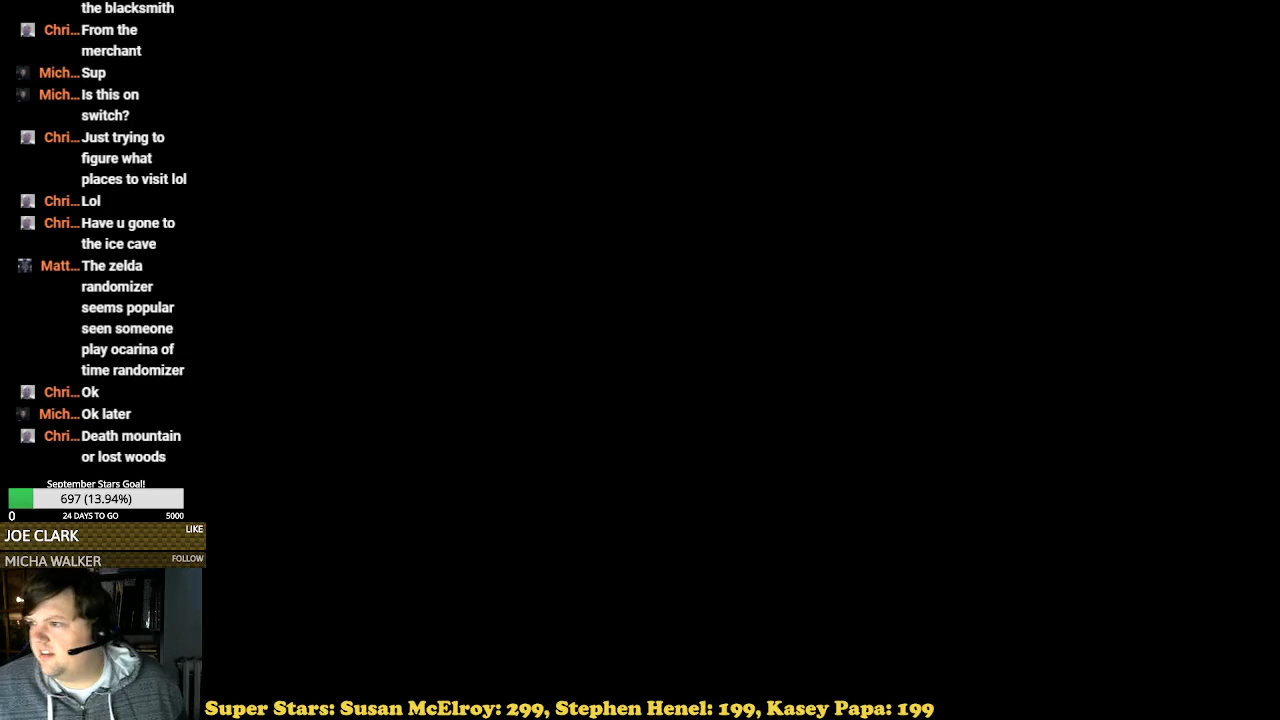 the blacksmith
Chri... From the
merchant
Mich... Sup
Mich... Is this on
switch?
Chri... Just trying to
figure what
places to visit lol
Chri... Lol
Chri... Have u gone to
the ice cave
Matt... The zelda
randomizer
seems popular
seen someone
play ocarina of
time randomizer
Chri... Ok
Mich... Ok later
Chri... Death mountain
or lost woods
September Stars Goal!
697 (13.94%)
0 24 DAYS TO GO 5000
JOE CLARK LIKE
MICHA WALKER FOLLOW
Super Stars: Susan McElroy: 299, Stephen Henel: 199, Kasey Papa: 199